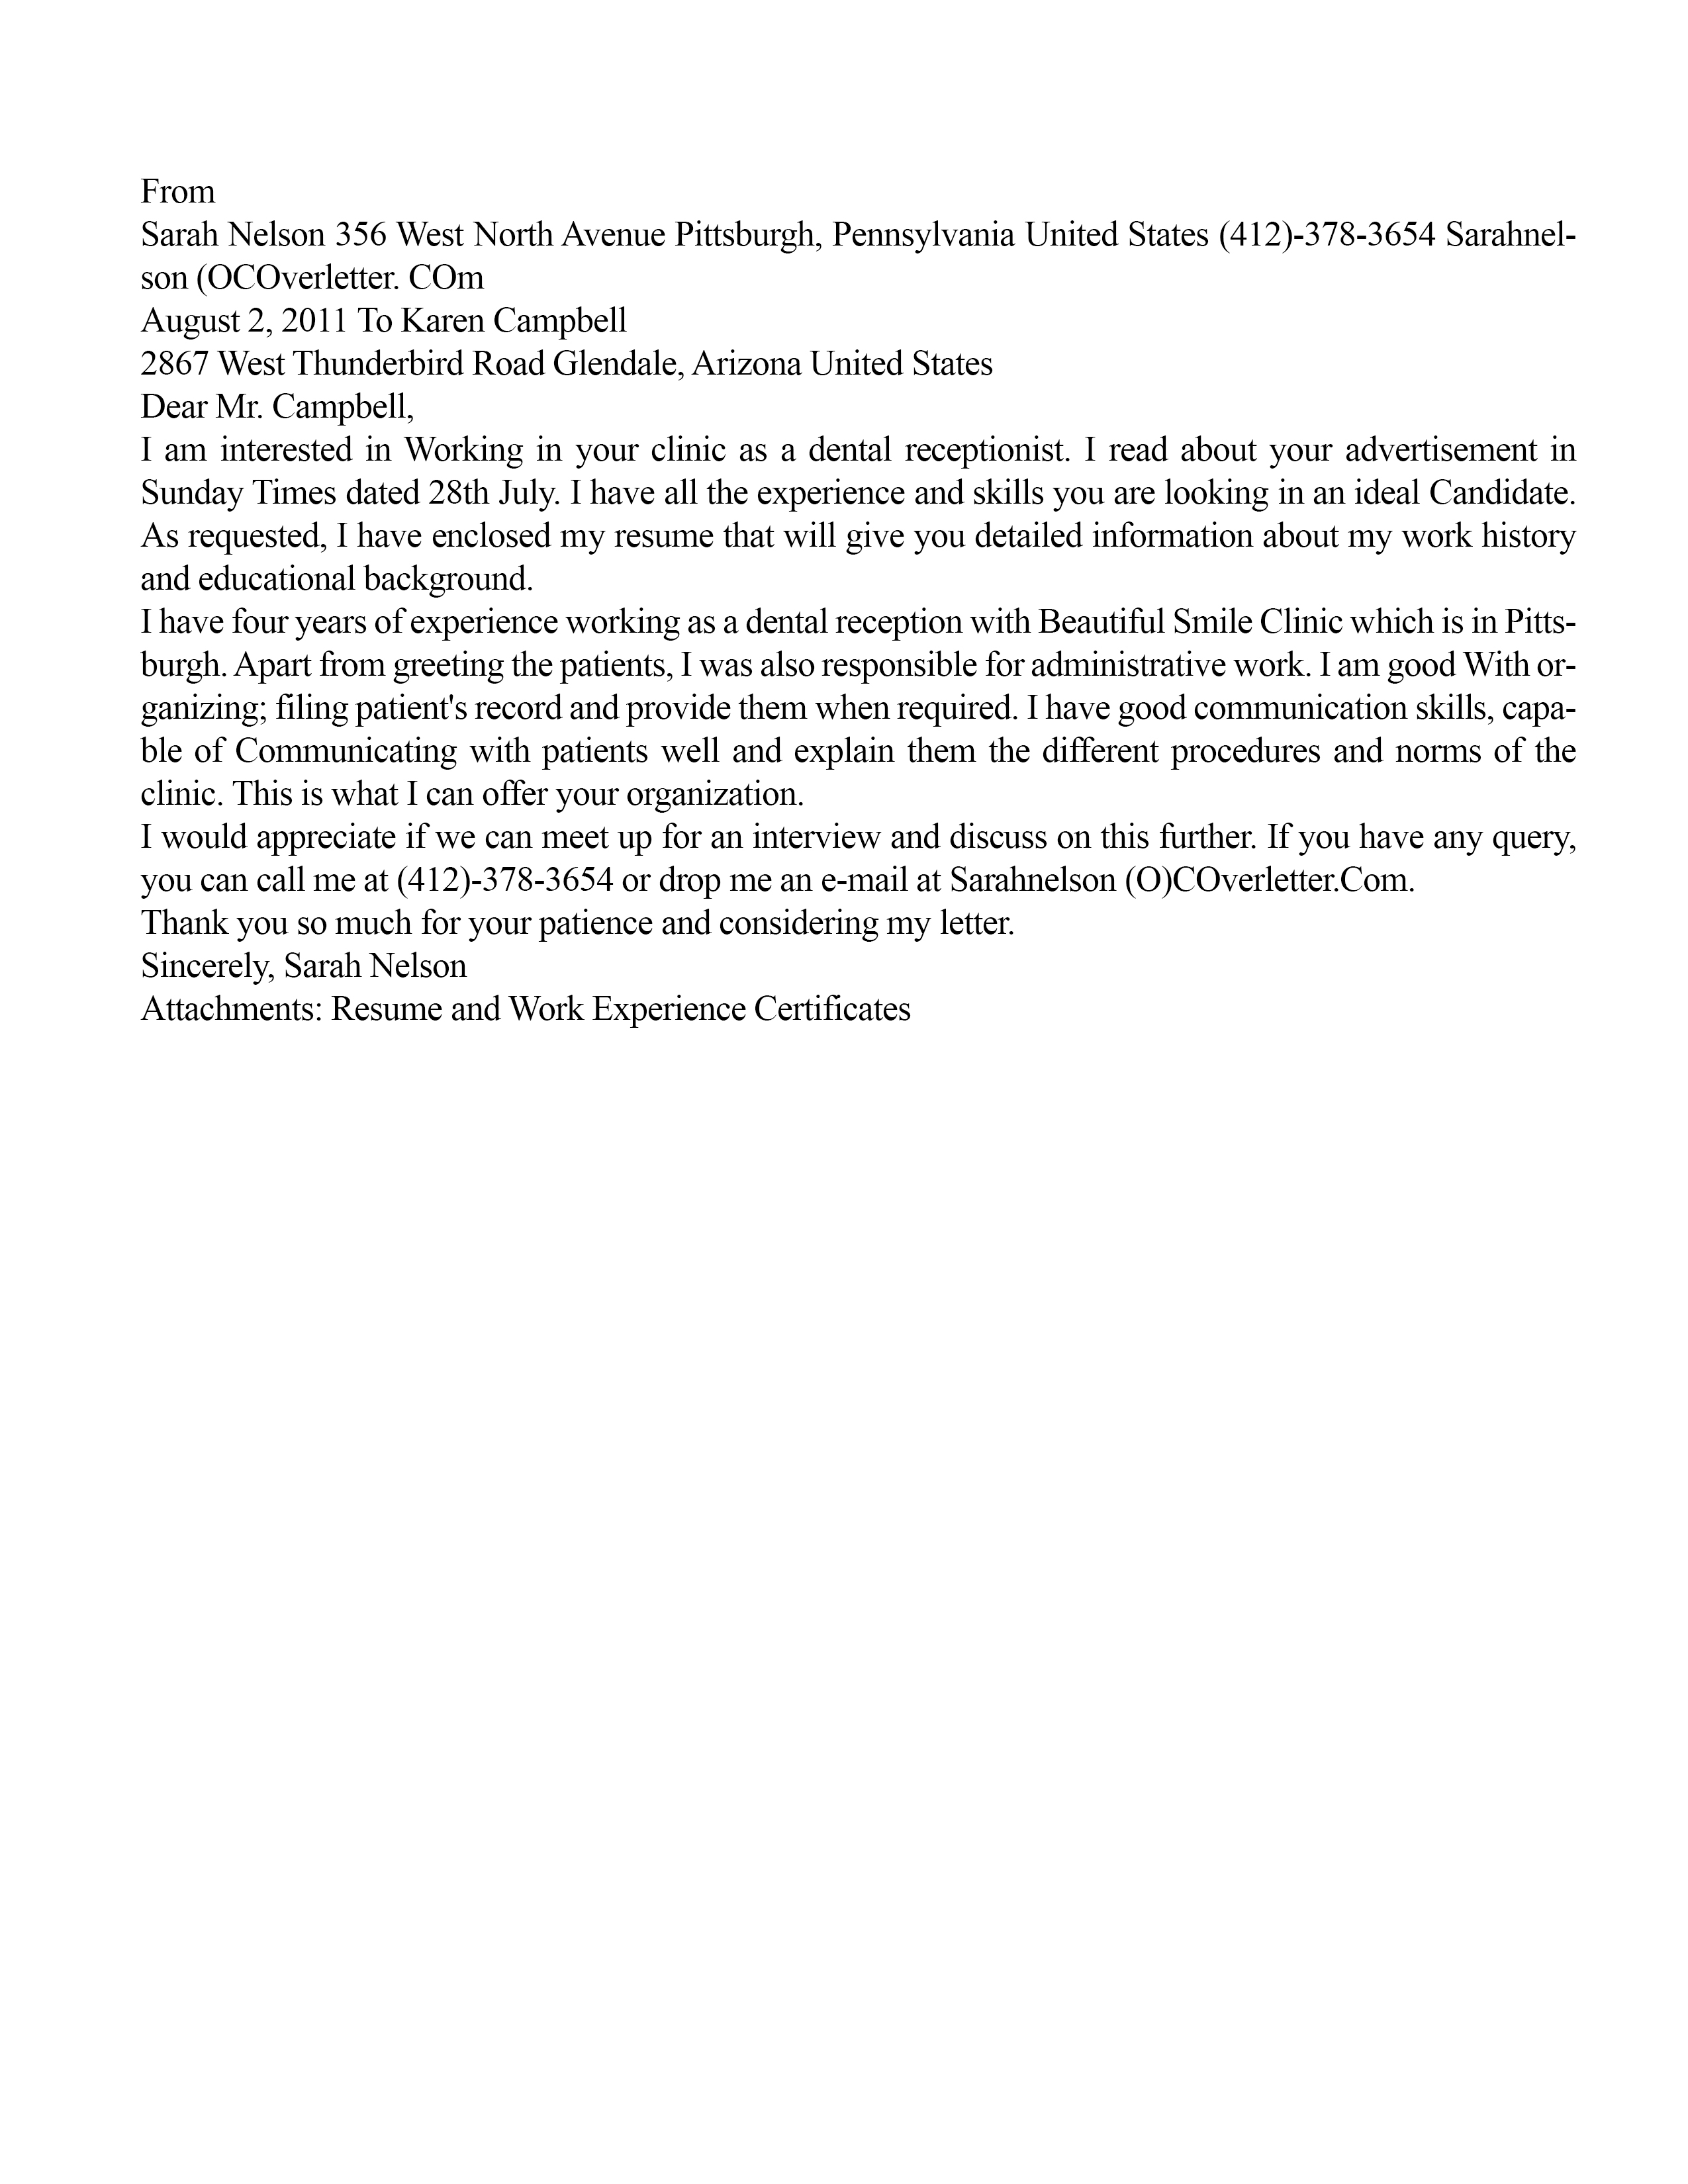 From
Sarah Nelson 356 West North Avenue Pittsburgh, Pennsylvania United States (412)-378-3654 Sarahnel-
son (OCOverletter. COm
August 2, 2011 To Karen Campbell
2867 West Thunderbird Road Glendale, Arizona United States
Dear Mr. Campbell,
I am interested in Working in your clinic as a dental receptionist. I read about your advertisement in
Sunday Times dated 28th July. I have all the experience and skills you are looking in an ideal Candidate.
As requested, I have enclosed my resume that will give you detailed information about my work history
and educational background.
I have four years of experience working as a dental reception with Beautiful Smile Clinic which is in Pitts-
burgh. Apart from greeting the patients, I was also responsible for administrative work. I am good With or-
ganizing; filing patient's record and provide them when required. I have good communication skills, capa-
ble of Communicating with patients well and explain them the different procedures and norms of the
clinic. This is what I can offer your organization.
I would appreciate if we can meet up for an interview and discuss on this further. If you have any query,
you can call me at (412)-378-3654 or drop me an e-mail at Sarahnelson (O)COverletter.Com.
Thank you so much for your patience and considering my letter.
Sincerely, Sarah Nelson
Attachments: Resume and Work Experience Certificates